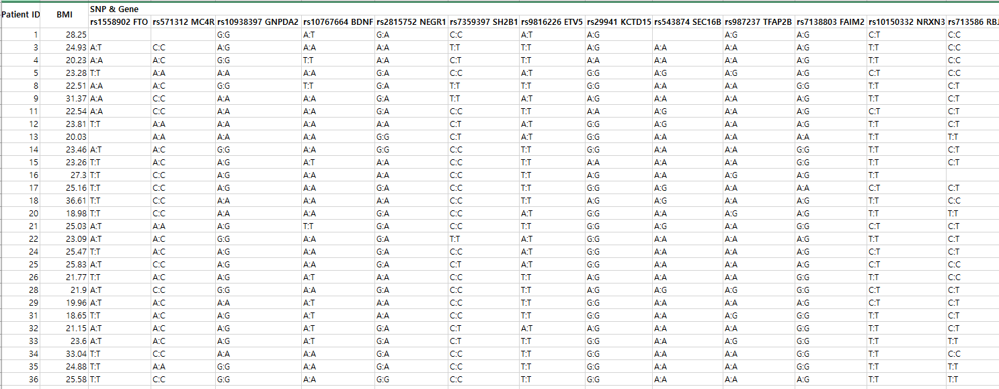 Patient ID BMI SNP & Gene
rs1558902 FTO rs571312 MC4R rs10938397 GNPDA2 rs10767664 BDNF rs2815752 NEGR1 rs7359397 SH2B1 rs9816226 ETV5 rs29941 KCTD15 rs543874 SEC16B rs987237 TFAP2B rs7138803 FAIM2 rs10150332 NRXN3 rs713586 RBJ
1 28.25 G:G A:T G:A C:C A:T A:G A:G A:G C:T C:C
3 24.93 A:T C:C A:G A:A A:A T:T T:T A:G A:A A:A A:G T:T C:C
4 20.23 A:A A:C G:G T:T A:A C:T T:T A:A A:A A:A A:G T:T C:C
5 23.28 T:T A:A A:A A:A G:A C:C A:T G:G A:G A:G A:G C:T C:C
8 22.51 A:A A:C G:G T:T G:A T:T T:T G:G A:A A:A G:G T:T C:T
9 31.37 A:A C:C A:A A:A G:A T:T A:T A:G A:A A:A A:G T:T C:T
11 22.54 A:A C:C A:A A:A G:A C:C T:T A:A A:G A:A A:G C:T C:T
12 23.81 T:T A:A A:A A:A A:A C:T A:T G:G A:G A:A A:G T:T C:T
13 20.03 A:A A:A A:A G:G C:T A:T G:G A:A A:A A:A T:T T:T
14 23.46 A:T A:C G:G A:A G:G C:C T:T G:G A:A A:A G:G T:T C:T
15 23.26 T:T A:C A:G A:T A:A C:C T:T A:A A:A A:A G:G T:T C:T
16 27.3 T:T C:C A:G A:A A:A C:C T:T A:G A:A A:G A:G T:T
17 25.16 T:T C:C A:G A:A G:A C:C T:T G:G A:G A:A A:A C:T C:T
18 36.61 T:T C:C A:A A:A A:A C:C T:T A:G A:G A:A A:G T:T C:C
20 18.98 T:T C:C A:A A:A G:A C:C A:T G:G A:A A:G A:G T:T T:T
21 25.03 A:T A:A A:G T:T G:A C:C T:T G:G A:G A:A G:G C:T C:T
22 23.09 A:T A:C G:G A:A G:A T:T A:T G:G A:A A:A A:G T:T C:T
24 25.47 T:T A:C A:G A:A G:A C:C A:T G:G A:A A:A A:G C:T C:T
25 25.83 A:T C:C A:G A:A G:A C:T A:T G:G A:A A:A A:G C:T C:C
26 21.77 T:T A:C A:G A:T A:A C:C T:T A:G A:A A:A G:G T:T C:C
28 21.9 A:T C:C G:G A:A G:A C:C T:T A:G A:G A:G G:G C:T C:T
29 19.96 A:T A:C A:A A:T A:A C:C T:T G:G A:A A:A A:G C:T C:T
31 18.65 T:T A:C A:G A:T A:A C:C T:T G:G A:A A:G G:G T:T C:T
32 21.15 A:T A:C A:G A:T G:A C:T A:T A:G A:A A:A G:G T:T C:T
33 23.6 A:T A:C A:G A:T G:A C:T T:T G:G A:A A:G G:G T:T T:T
34 33.04 T:T C:C A:A A:A G:A C:C T:T G:G A:A A:A G:G T:T C:C
35 24.88 T:T A:A G:G A:A G:A C:C T:T G:G A:A A:A G:G T:T T:T
36 25.58 T:T C:C G:G A:A G:G C:C T:T G:G A:A A:A A:G T:T T:T